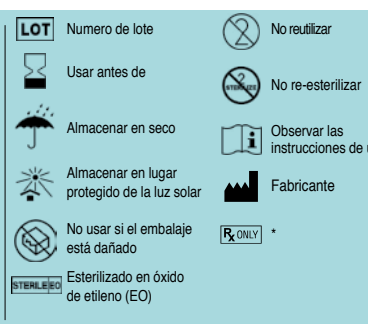 LOT Numero de lote
Usar antes de
Almacenar en seco
Almacenar en lugar
protegido de la luz solar
No usar si el embalaje
está dañado
STERILE EO Esterilizado en óxido
de etileno (EO)
2 No reutilizar
2 STERILIZE No re-esterilizar
i Observar las
instrucciones de
Fabricante
Rx ONLY *